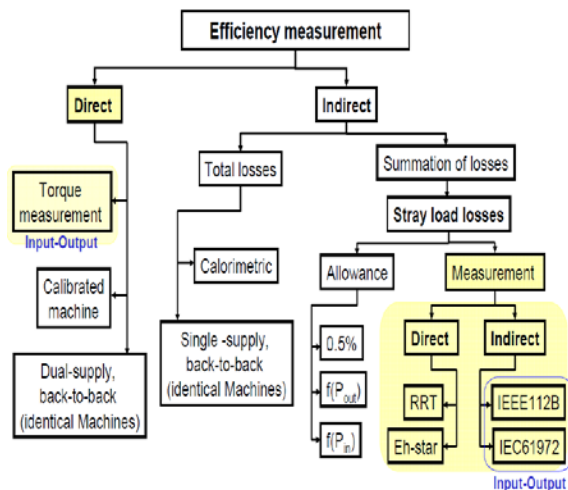 Efficiency measurement
Direct
Indirect
Total losses
Summation of losses
Torque
measurement
Input-Output
Stray load losses
Calorimetric
Allowance
Measurement
Calibrated
machine
Single -supply,
back-to-back
(identical Machines)
Dual-supply,
back-to-back
(identical Machines)
0.5%
f(Pout)
f(Pin)
Direct
Indirect
RRT
Eh-star
IEEE112B
IEC61972
Input-Output